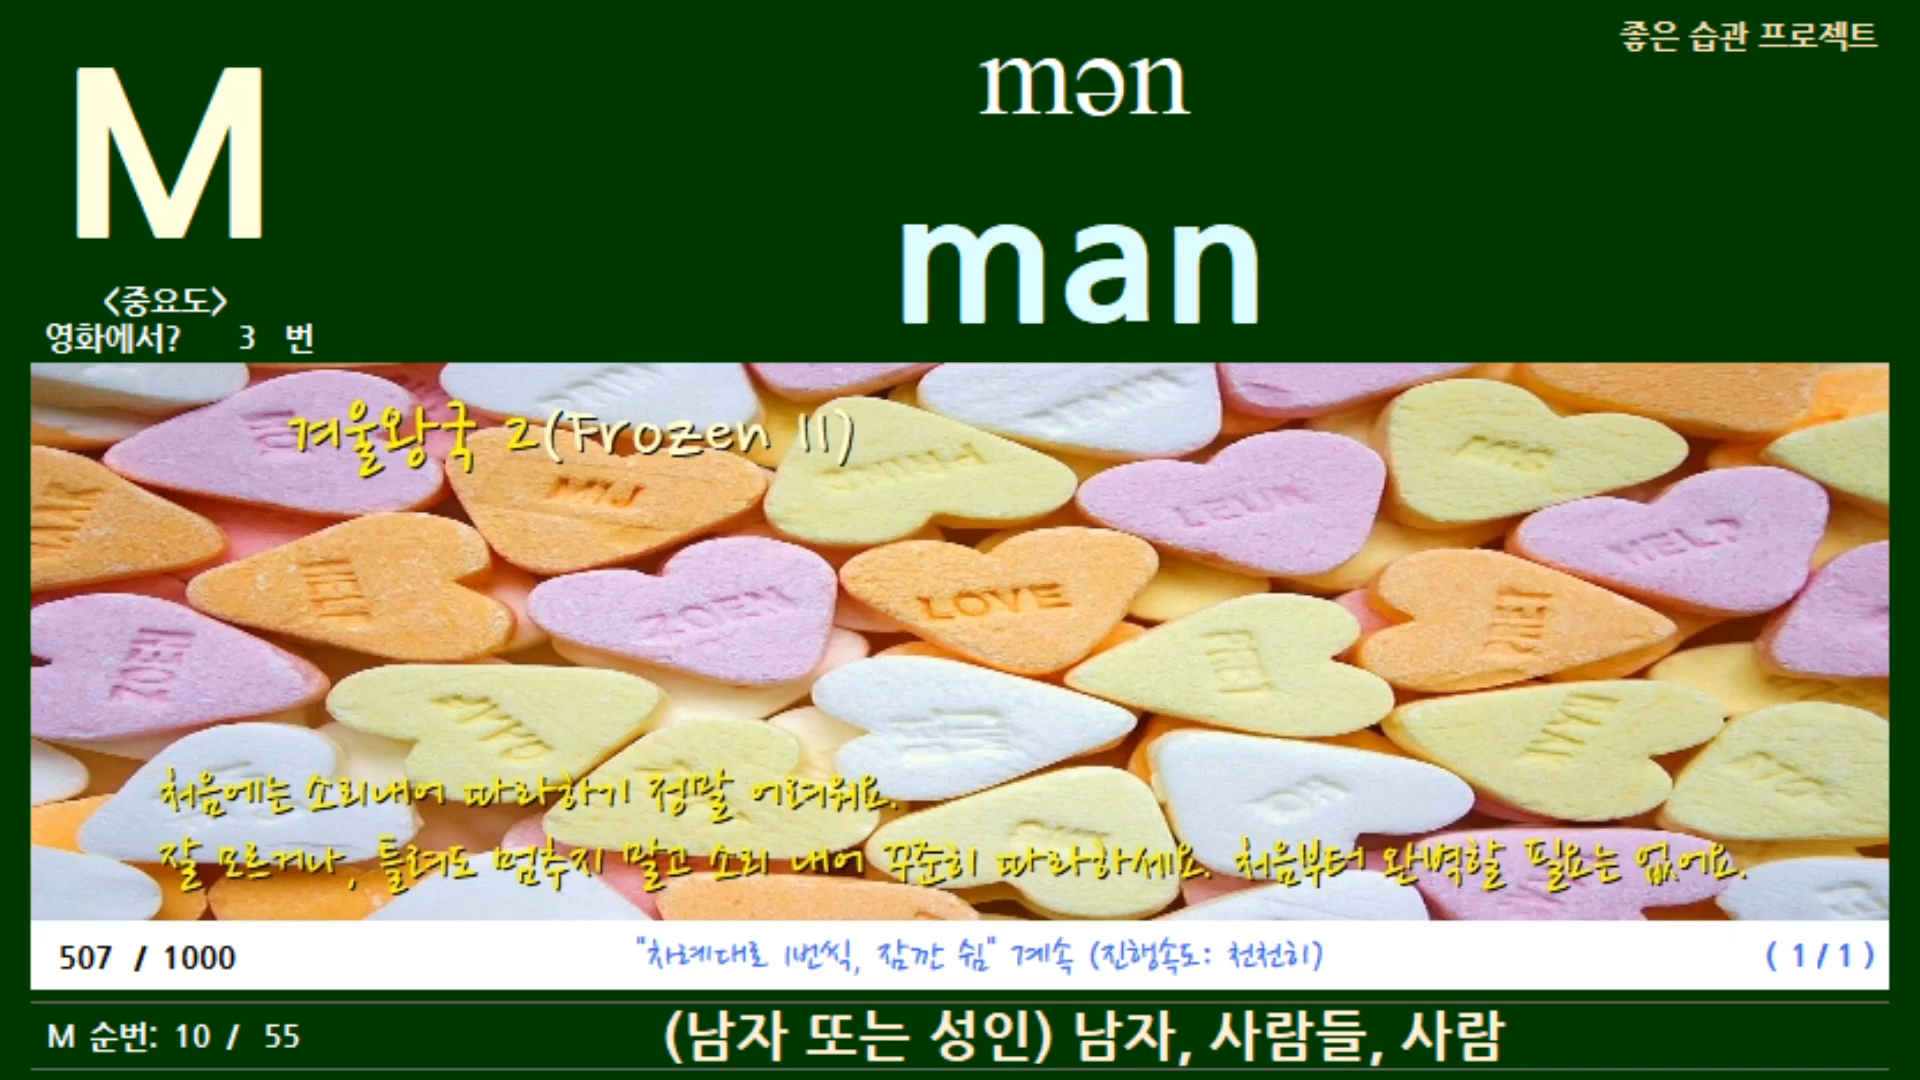 좋은 습관 프로젝트
M
mən
man
<중요도>
영화에서? 3 번
겨울왕국 2(Frozen II)
MIJ
LEUK
MELT
HELI
ZOEN
LOVE
처음에는 소리내어 따라하기 정말 어려워요.
잘 모르거나, 틀려도 멈추지 말고 소리 내어 꾸준히 따라하세요. 처음부터 완벽할 필요는 없어요.
507 / 1000
"차례대로 1번씩, 잠깐 쉼" 계속 (진행속도: 천천히)
( 1 / 1 )
M 순번: 10 / 55
(남자 또는 성인) 남자, 사람들, 사람